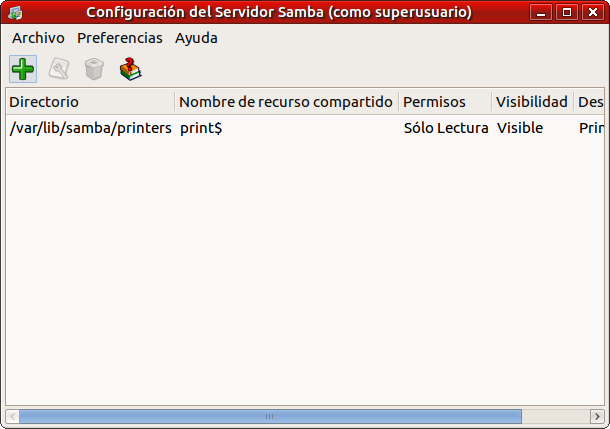 Configuración del Servidor Samba (como superusuario)
Archivo Preferencias Ayuda
Directorio Nombre de recurso compartido Permisos Visibilidad Des
/var/lib/samba/printers print$ Sólo Lectura Visible Prin